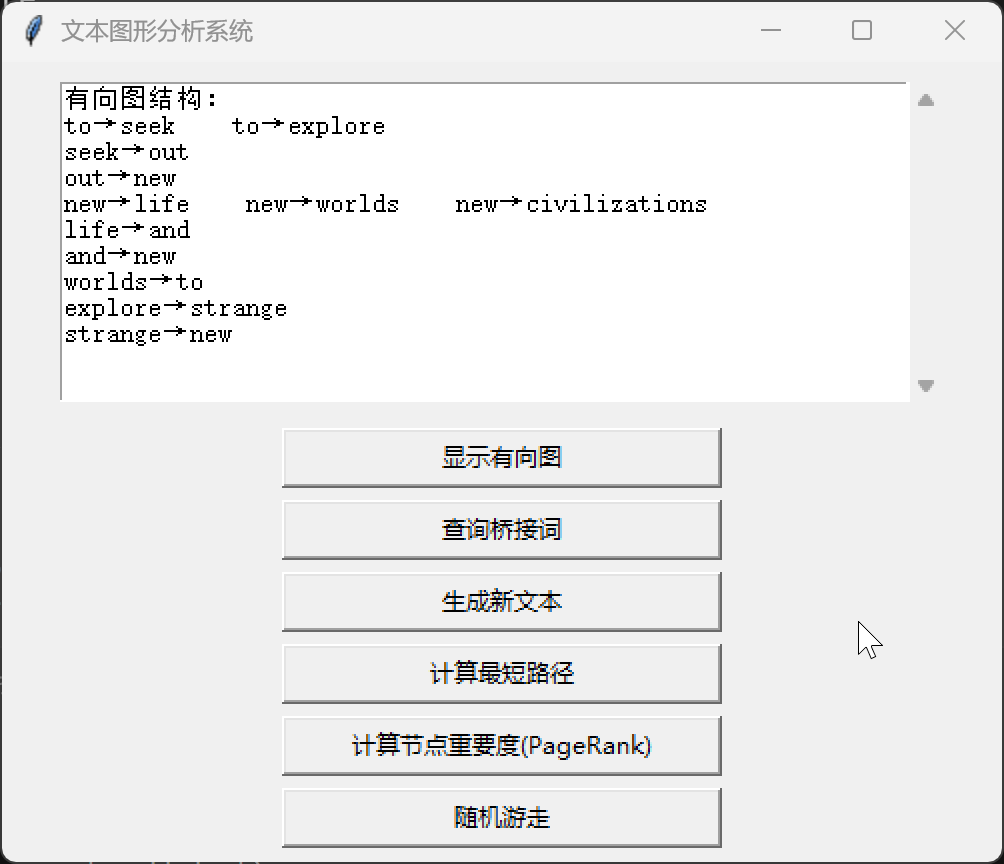 文本图形分析系统
有向图结构：
to→seek    to→explore
seek→out
out→new
new→life    new→worlds    new→civilizations
life→and
and→new
worlds→to
explore→strange
strange→new
显示有向图
查询桥接词
生成新文本
计算最短路径
计算节点重要度(PageRank)
随机游走